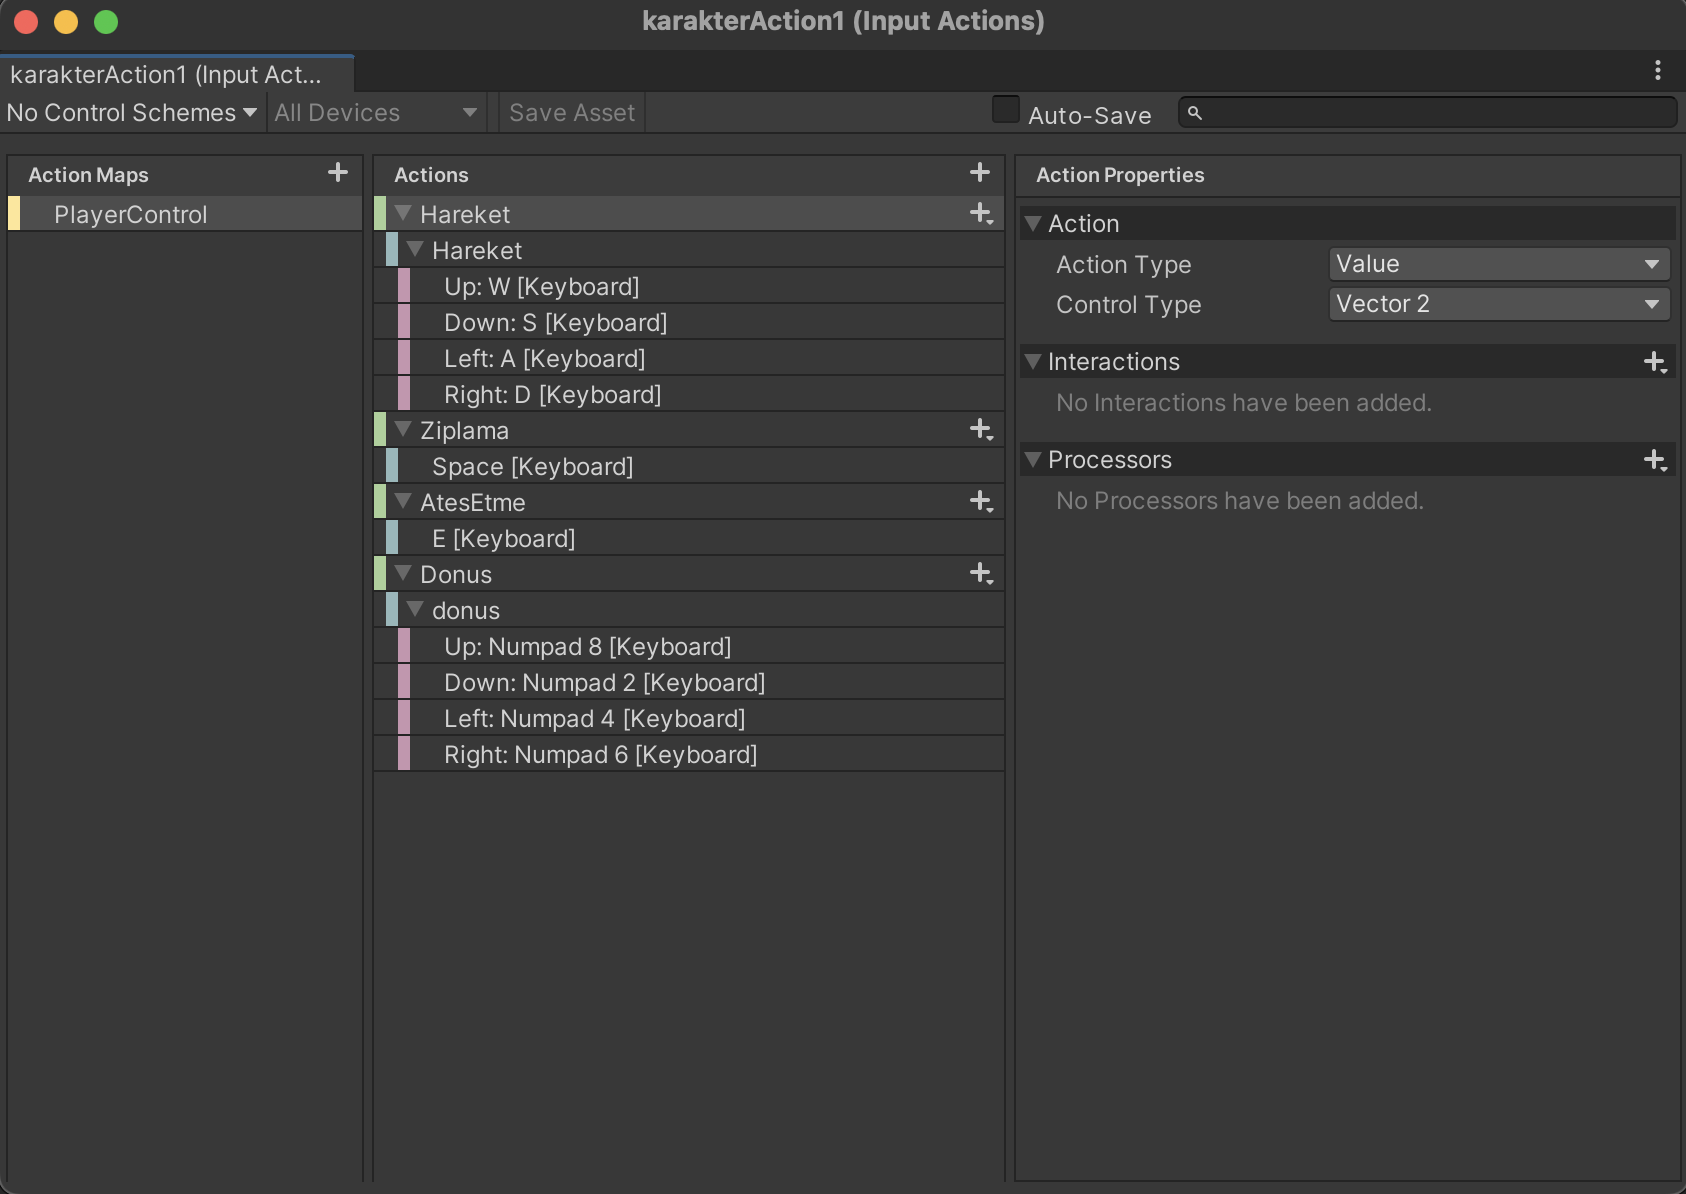 karakterAction1 (Input Actions)
karakterAction1 (Input Act...
No Control Schemes
All Devices
Save Asset
Auto-Save
Action Maps
PlayerControl
Actions
Hareket
Hareket
Up: W [Keyboard]
Down: S [Keyboard]
Left: A [Keyboard]
Right: D [Keyboard]
Ziplama
Space [Keyboard]
AtesEtme
E [Keyboard]
Donus
donus
Up: Numpad 8 [Keyboard]
Down: Numpad 2 [Keyboard]
Left: Numpad 4 [Keyboard]
Right: Numpad 6 [Keyboard]
Action Properties
Action
Action Type Value
Control Type Vector 2
Interactions
No Interactions have been added.
Processors
No Processors have been added.